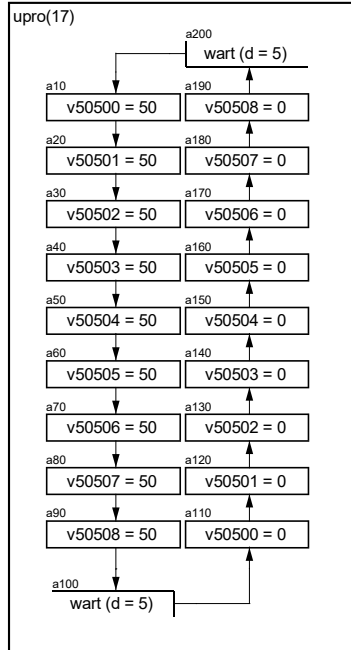 upro(17)
a200
wart (d = 5)
a10
v50500 = 50
a190
v50508 = 0
a20
v50501 = 50
a180
v50507 = 0
a30
v50502 = 50
a170
v50506 = 0
a40
v50503 = 50
a160
v50505 = 0
a50
v50504 = 50
a150
v50504 = 0
a60
v50505 = 50
a140
v50503 = 0
a70
v50506 = 50
a130
v50502 = 0
a80
v50507 = 50
a120
v50501 = 0
a90
v50508 = 50
a110
v50500 = 0
a100
wart (d = 5)